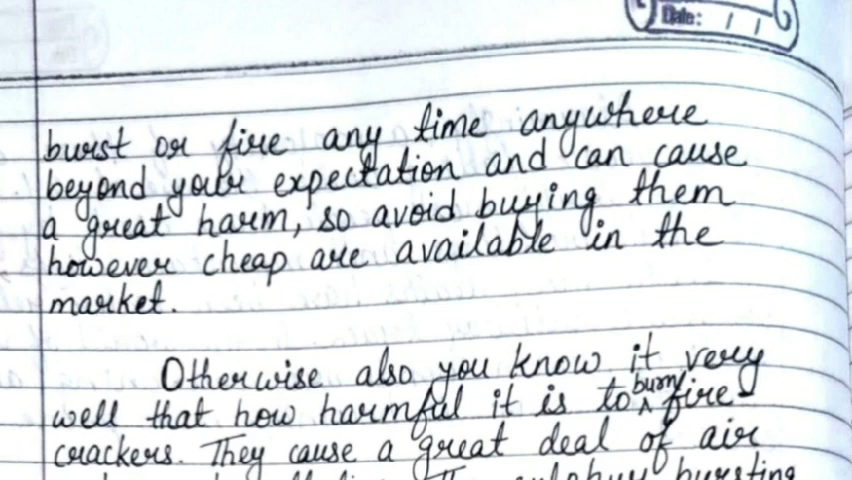 Date: / /
burst or fire any time anywhere
beyond your expectation and can cause
a great harm, so avoid buying them
however cheap are available in the
market.
Otherwise also you know it very
well that how harmful it is to burn fire-
crackers. They cause a great deal of air
bursting